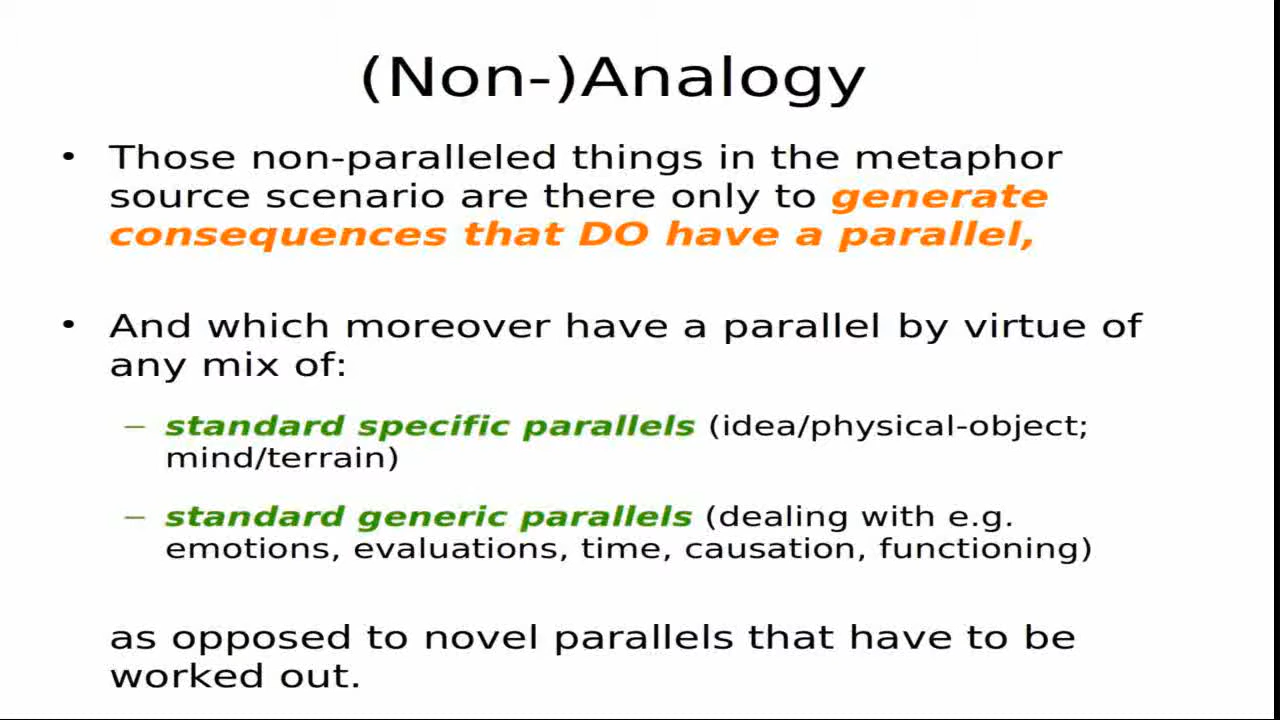 (Non-)Analogy
• Those non-paralleled things in the metaphor
source scenario are there only to generate
consequences that DO have a parallel,
• And which moreover have a parallel by virtue of
any mix of:
– standard specific parallels (idea/physical-object;
mind/terrain)
– standard generic parallels (dealing with e.g.
emotions, evaluations, time, causation, functioning)
as opposed to novel parallels that have to be
worked out.